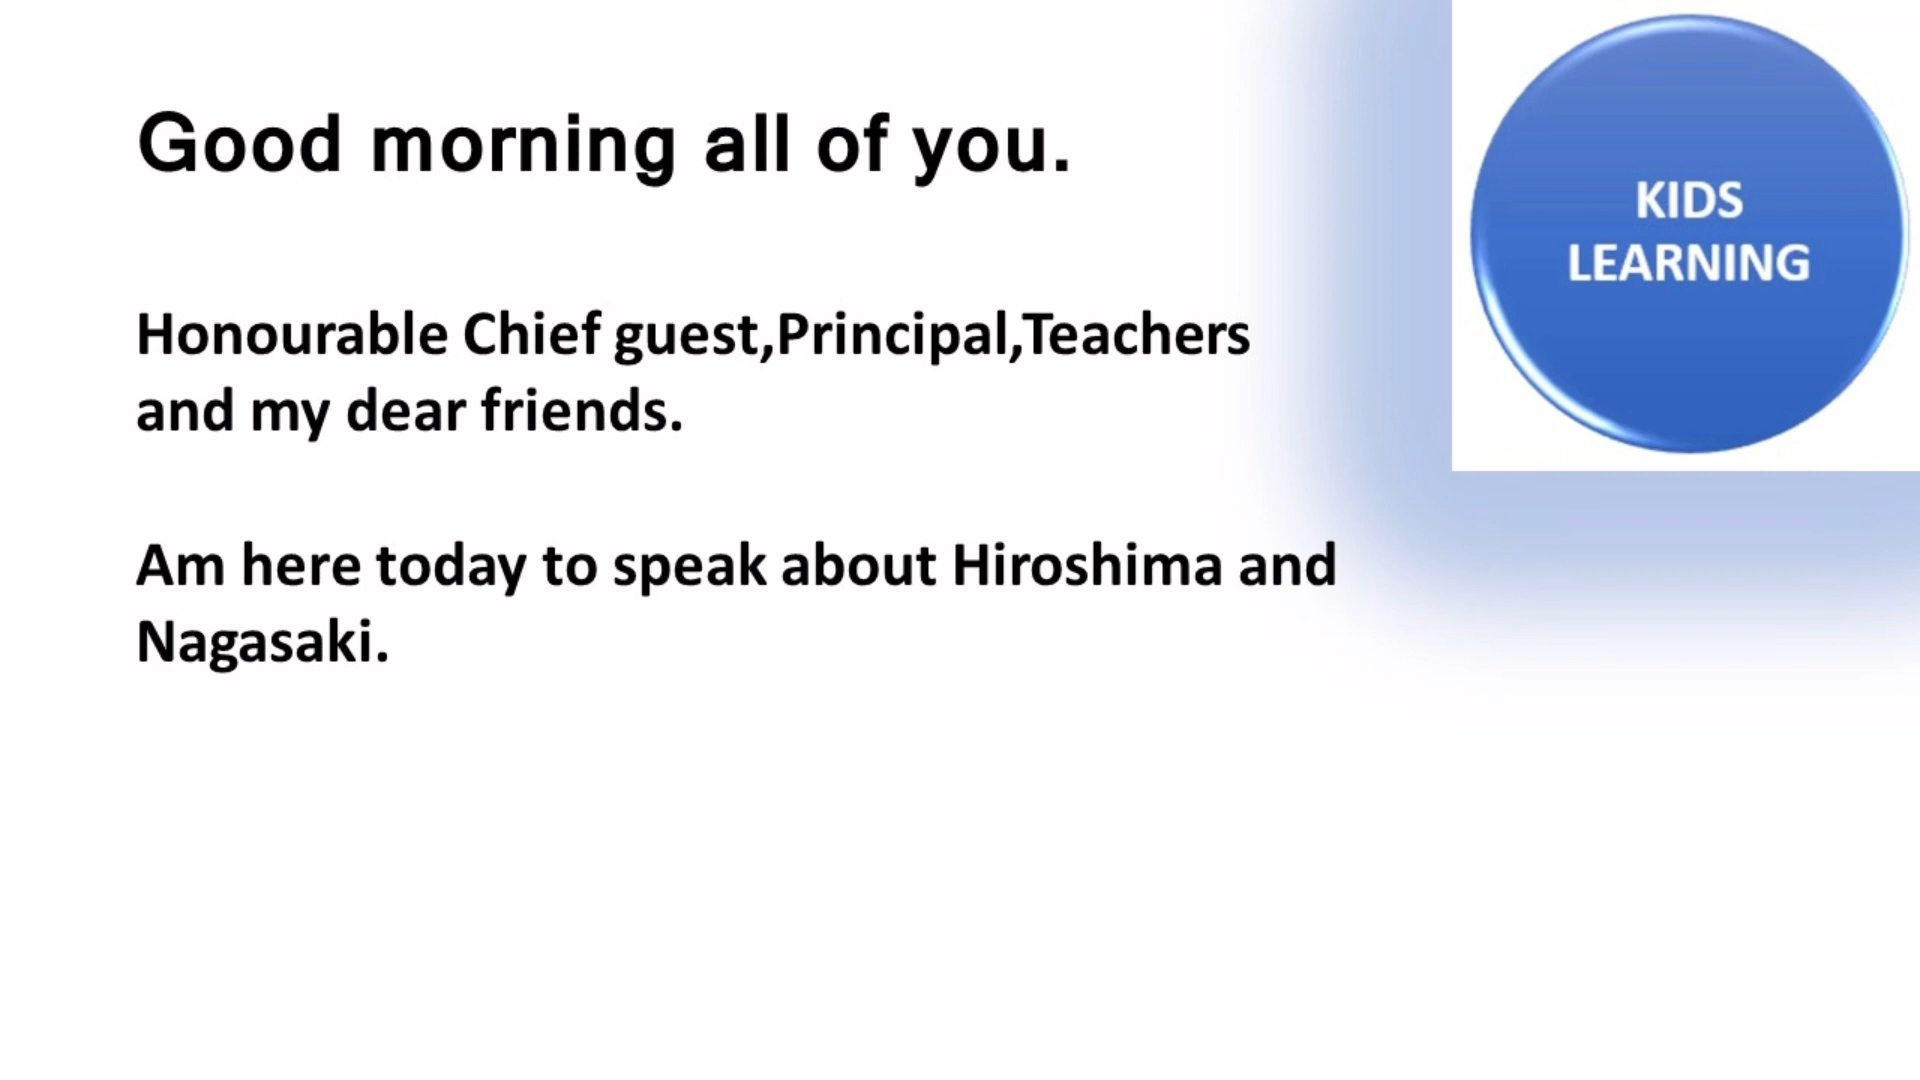 Good morning all of you.
KIDS
LEARNING
Honourable Chief guest,Principal,Teachers
and my dear friends.
Am here today to speak about Hiroshima and
Nagasaki.